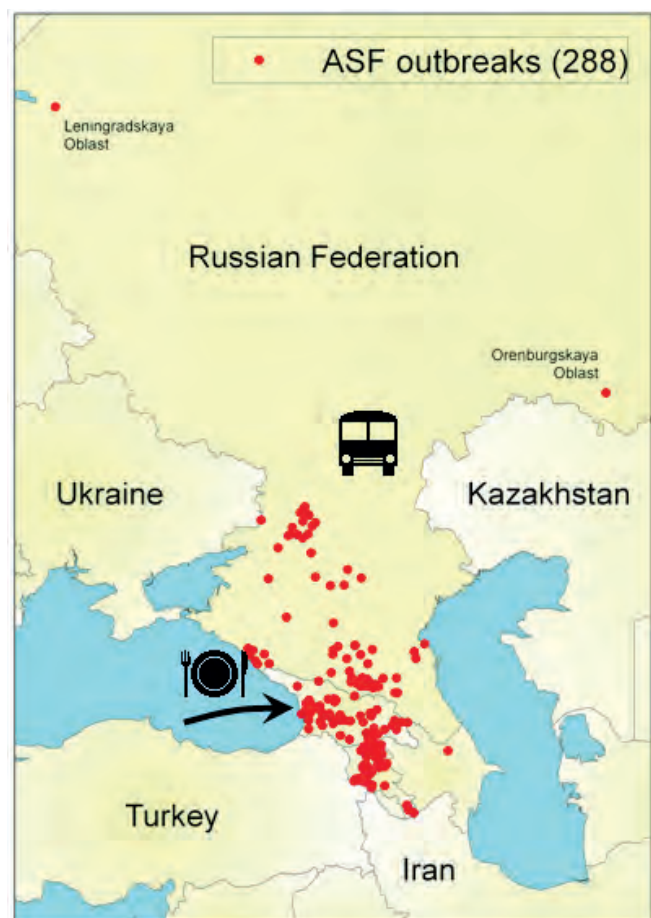 ASF outbreaks (288)
Leningradskaya
Oblast
Russian Federation
Orenburgskaya
Oblast
Ukraine
Kazakhstan
Turkey
Iran